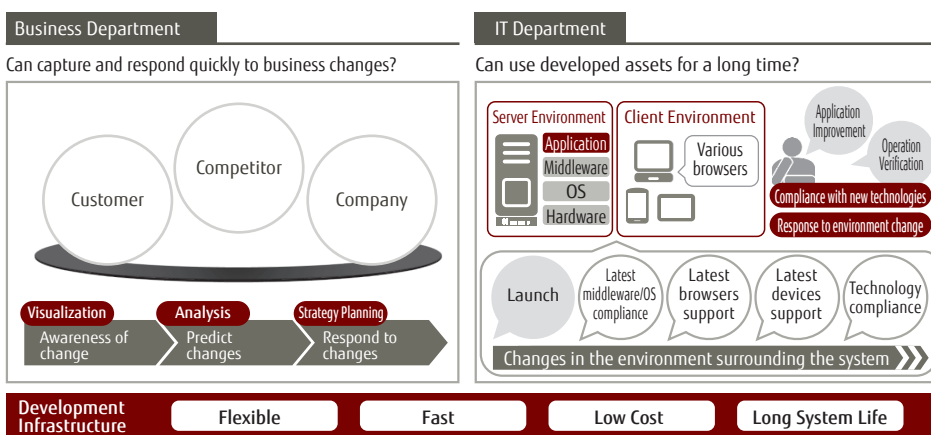 Business Department
Can capture and respond quickly to business changes?
Customer
Competitor
Company
Visualization
Awareness of
change
Analysis
Predict
changes
Strategy Planning
Respond to
changes
IT Department
Can use developed assets for a long time?
Server Environment
Application
Middleware
OS
Hardware
Client Environment
Various
browsers
Application
Improvement
Operation
Verification
Compliance with new technologies
Response to environment change
Launch
Latest
middleware/OS
compliance
Latest
browsers
support
Latest
devices
support
Technology
compliance
Changes in the environment surrounding the system
Development
Infrastructure
Flexible
Fast
Low Cost
Long System Life